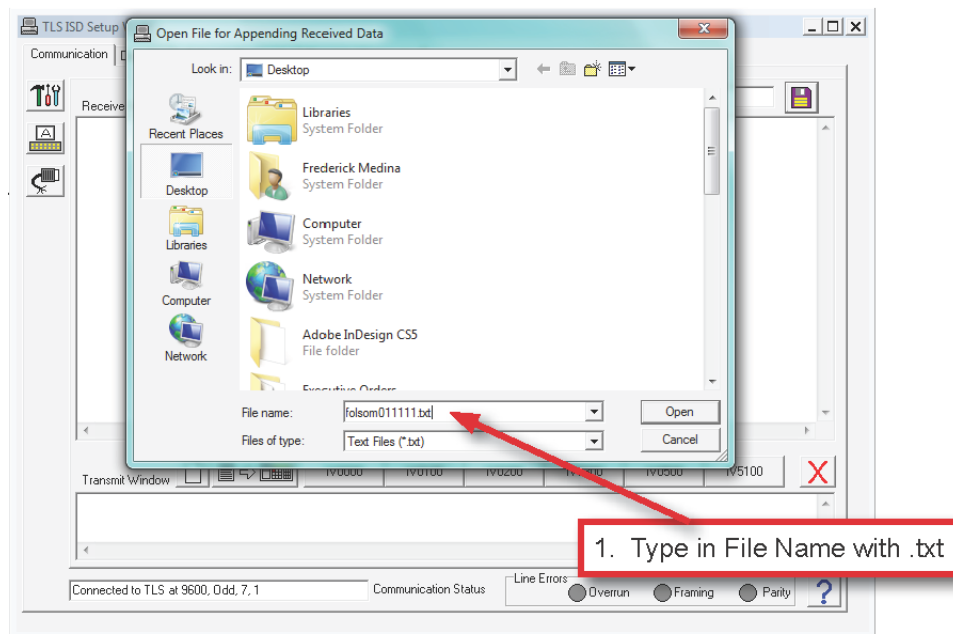 TLS ISD Setup
Open File for Appending Received Data
Communication
Look in:
Desktop
Receive
Recent Places
Desktop
Libraries
Computer
Network
Libraries
System Folder
Frederick Medina
System Folder
Computer
System Folder
Network
System Folder
Adobe InDesign CS5
File folder
Executive Orders
File name:
folsom011111.txt
Open
Files of type:
Text Files (*.txt)
Cancel
Transmit Window
IV0000
IV0100
IV0200
IV0500
IV5100
1. Type in File Name with .txt
Connected to TLS at 9600, Odd, 7, 1
Communication Status
Line Errors
Overrun
Framing
Parity